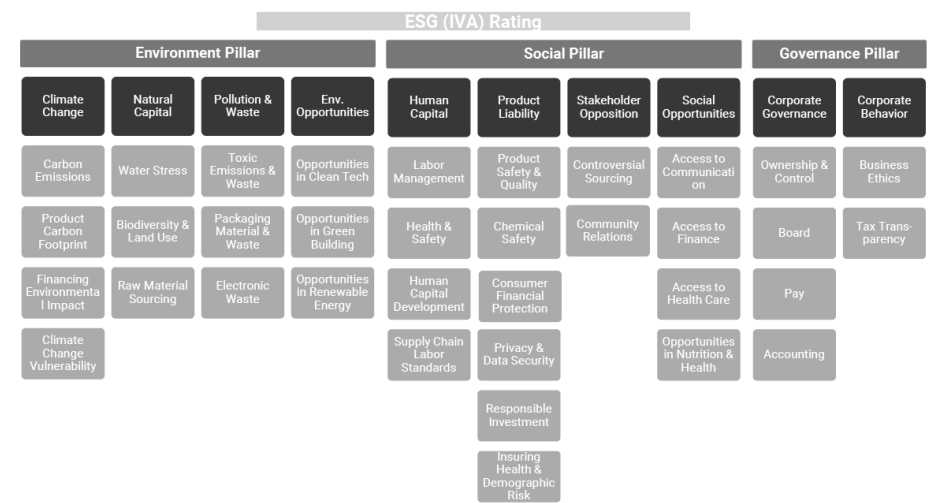 ESG (IVA) Rating
Environment Pillar
Social Pillar
Governance Pillar
Climate
Change
Natural
Capital
Pollution &
Waste
Env.
Opportunities
Human
Capital
Product
Liability
Stakeholder
Opposition
Social
Opportunities
Corporate
Governance
Corporate
Behavior
Carbon
Emissions
Water Stress
Toxic
Emissions &
Waste
Opportunities
in Clean Tech
Labor
Management
Product
Safety &
Quality
Controversial
Sourcing
Access to
Communicati
on
Ownership &
Control
Business
Ethics
Product
Carbon
Footprint
Biodiversity &
Land Use
Packaging
Material &
Waste
Opportunities
in Green
Building
Health &
Safety
Chemical
Safety
Community
Relations
Access to
Finance
Board
Tax Trans-
parency
Financing
Environmenta
l Impact
Raw Material
Sourcing
Electronic
Waste
Opportunities
in Renewable
Energy
Human
Capital
Development
Consumer
Financial
Protection
Access to
Health Care
Pay
Climate
Change
Vulnerability
Supply Chain
Labor
Standards
Privacy &
Data Security
Opportunities
in Nutrition &
Health
Accounting
Responsible
Investment
Insuring
Health &
Demographic
Risk